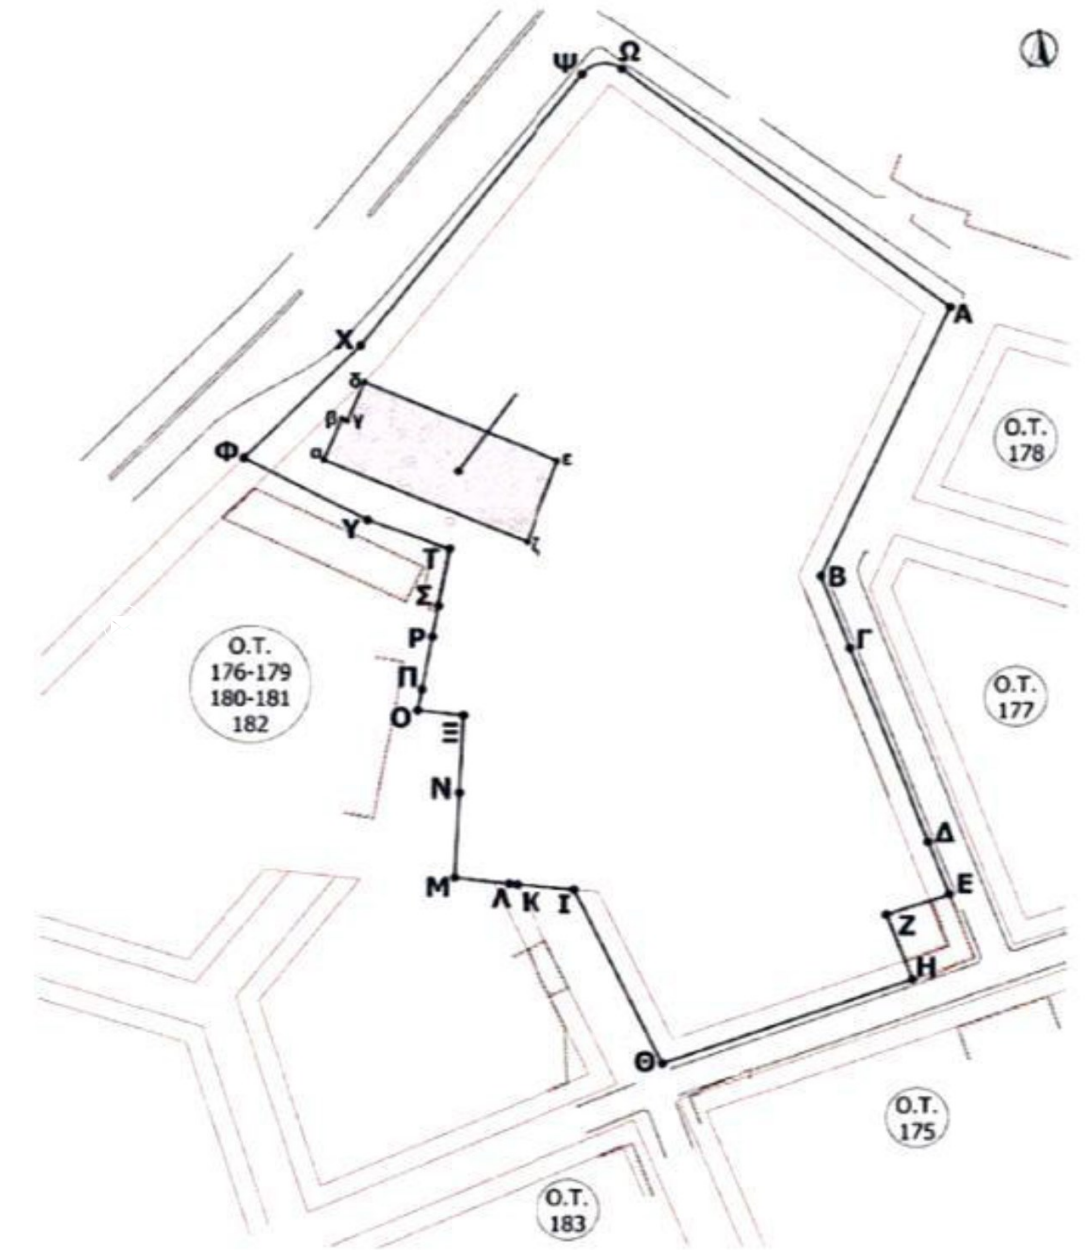 Ψ
Ω
Α
Χ
δ
β
γ
Φ
α
ε
Ο.Τ.
178
Υ
Τ
ζ
Σ
Β
Ρ
Γ
Ο.Τ.
176-179
180-181
182
Π
Ο.Τ.
177
Ο
Ξ
Ν
Δ
Μ
Λ
Κ
Ι
Ε
Ζ
Η
Θ
Ο.Τ.
175
Ο.Τ.
183